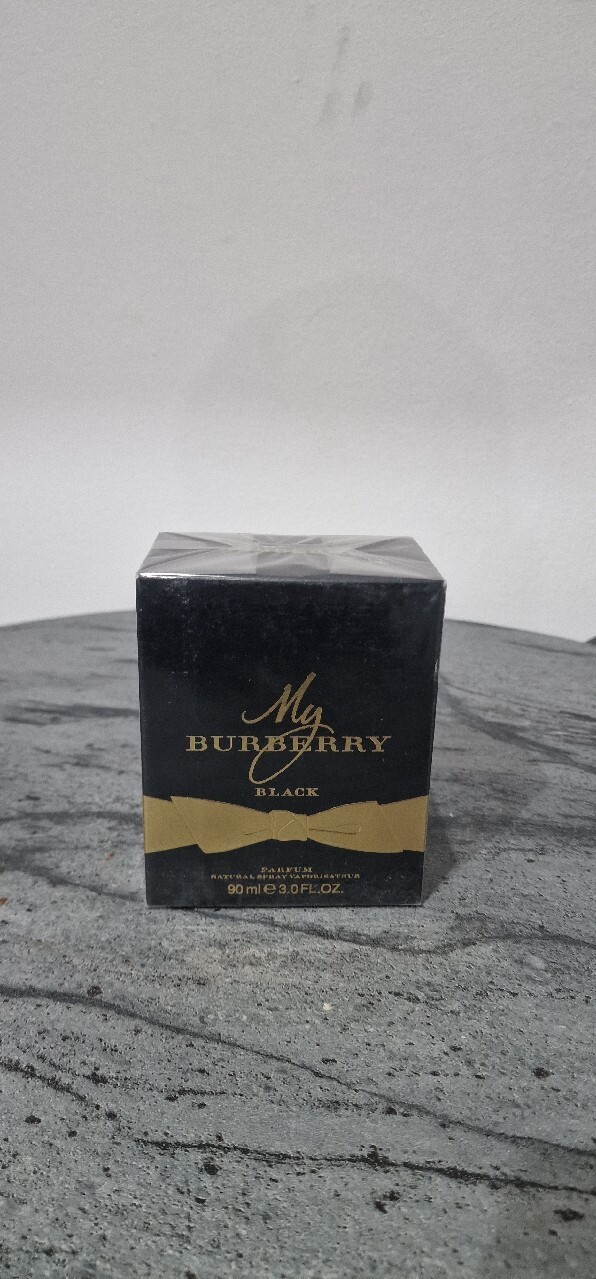 My
BURBERRY
BLACK
PARFUM
NATURAL SPRAY VAPORISATEUR
90 ml e 3.0 FL.OZ.